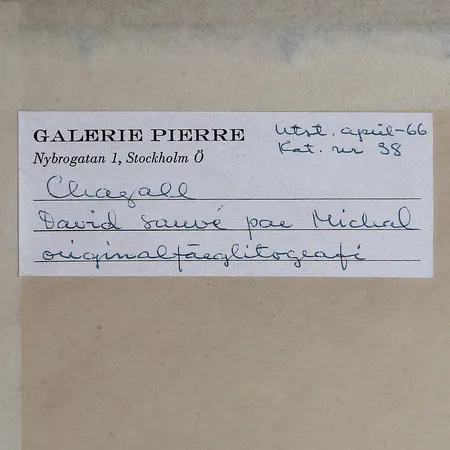 GALERIE PIERRE
Nybrogatan 1, Stockholm Ö
Utst. april-66
Kat. nr 38
Chagall
David sauvé par Michal
originalfärglitografi